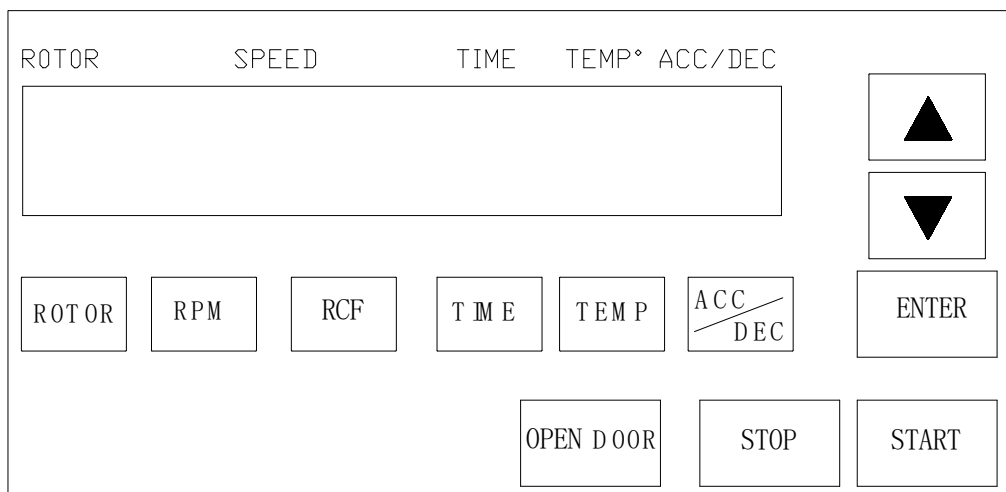 ROTOR SPEED TIME TEMP° ACC/DEC
ROTOR RPM RCF TIME TEMP ACC/DEC ENTER
OPEN DOOR STOP START